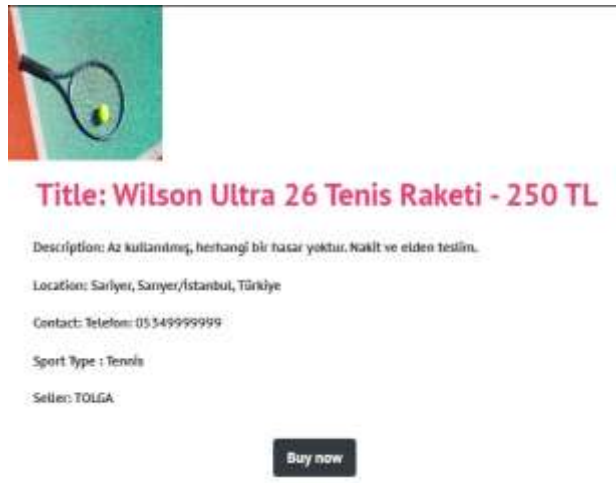 Title: Wilson Ultra 26 Tenis Raketi - 250 TL
Description: Az kullanılmış, herhangi bir hasar yoktur. Nakit ve elden teslim.
Location: Sariyer, Sarıyer/İstanbul, Türkiye
Contact: Telefon: 05349999999
Sport Type : Tennis
Seller: TOLGA
Buy now